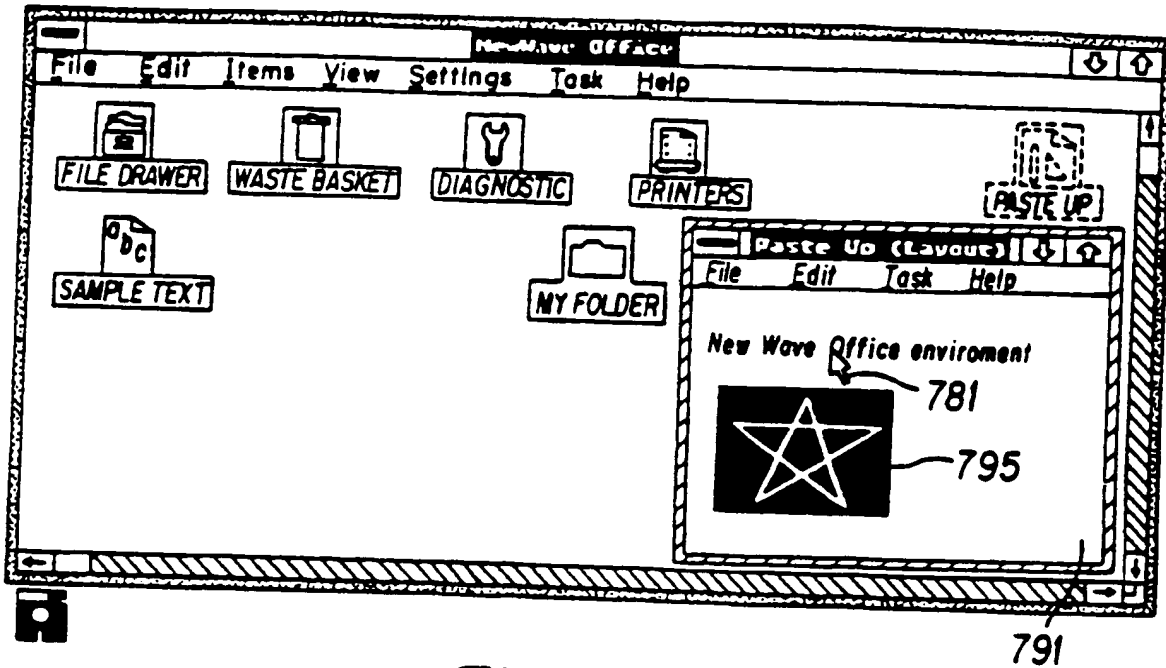 NewWave Office
File Edit Items View Settings Task Help
FILE DRAWER WASTE BASKET DIAGNOSTIC PRINTERS PASTE UP
abc
SAMPLE TEXT MY FOLDER
Paste Up (Layout)
File Edit Task Help
New Wave Office enviroment
781
795
791